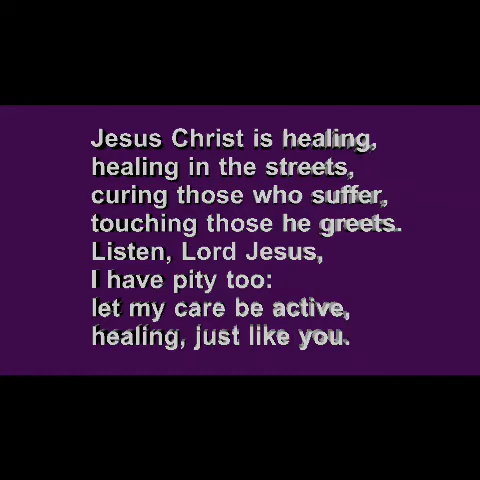 Jesus Christ is healing,
healing in the streets,
curing those who suffer,
touching those he greets.
Listen, Lord Jesus,
I have pity too:
let my care be active,
healing, just like you.